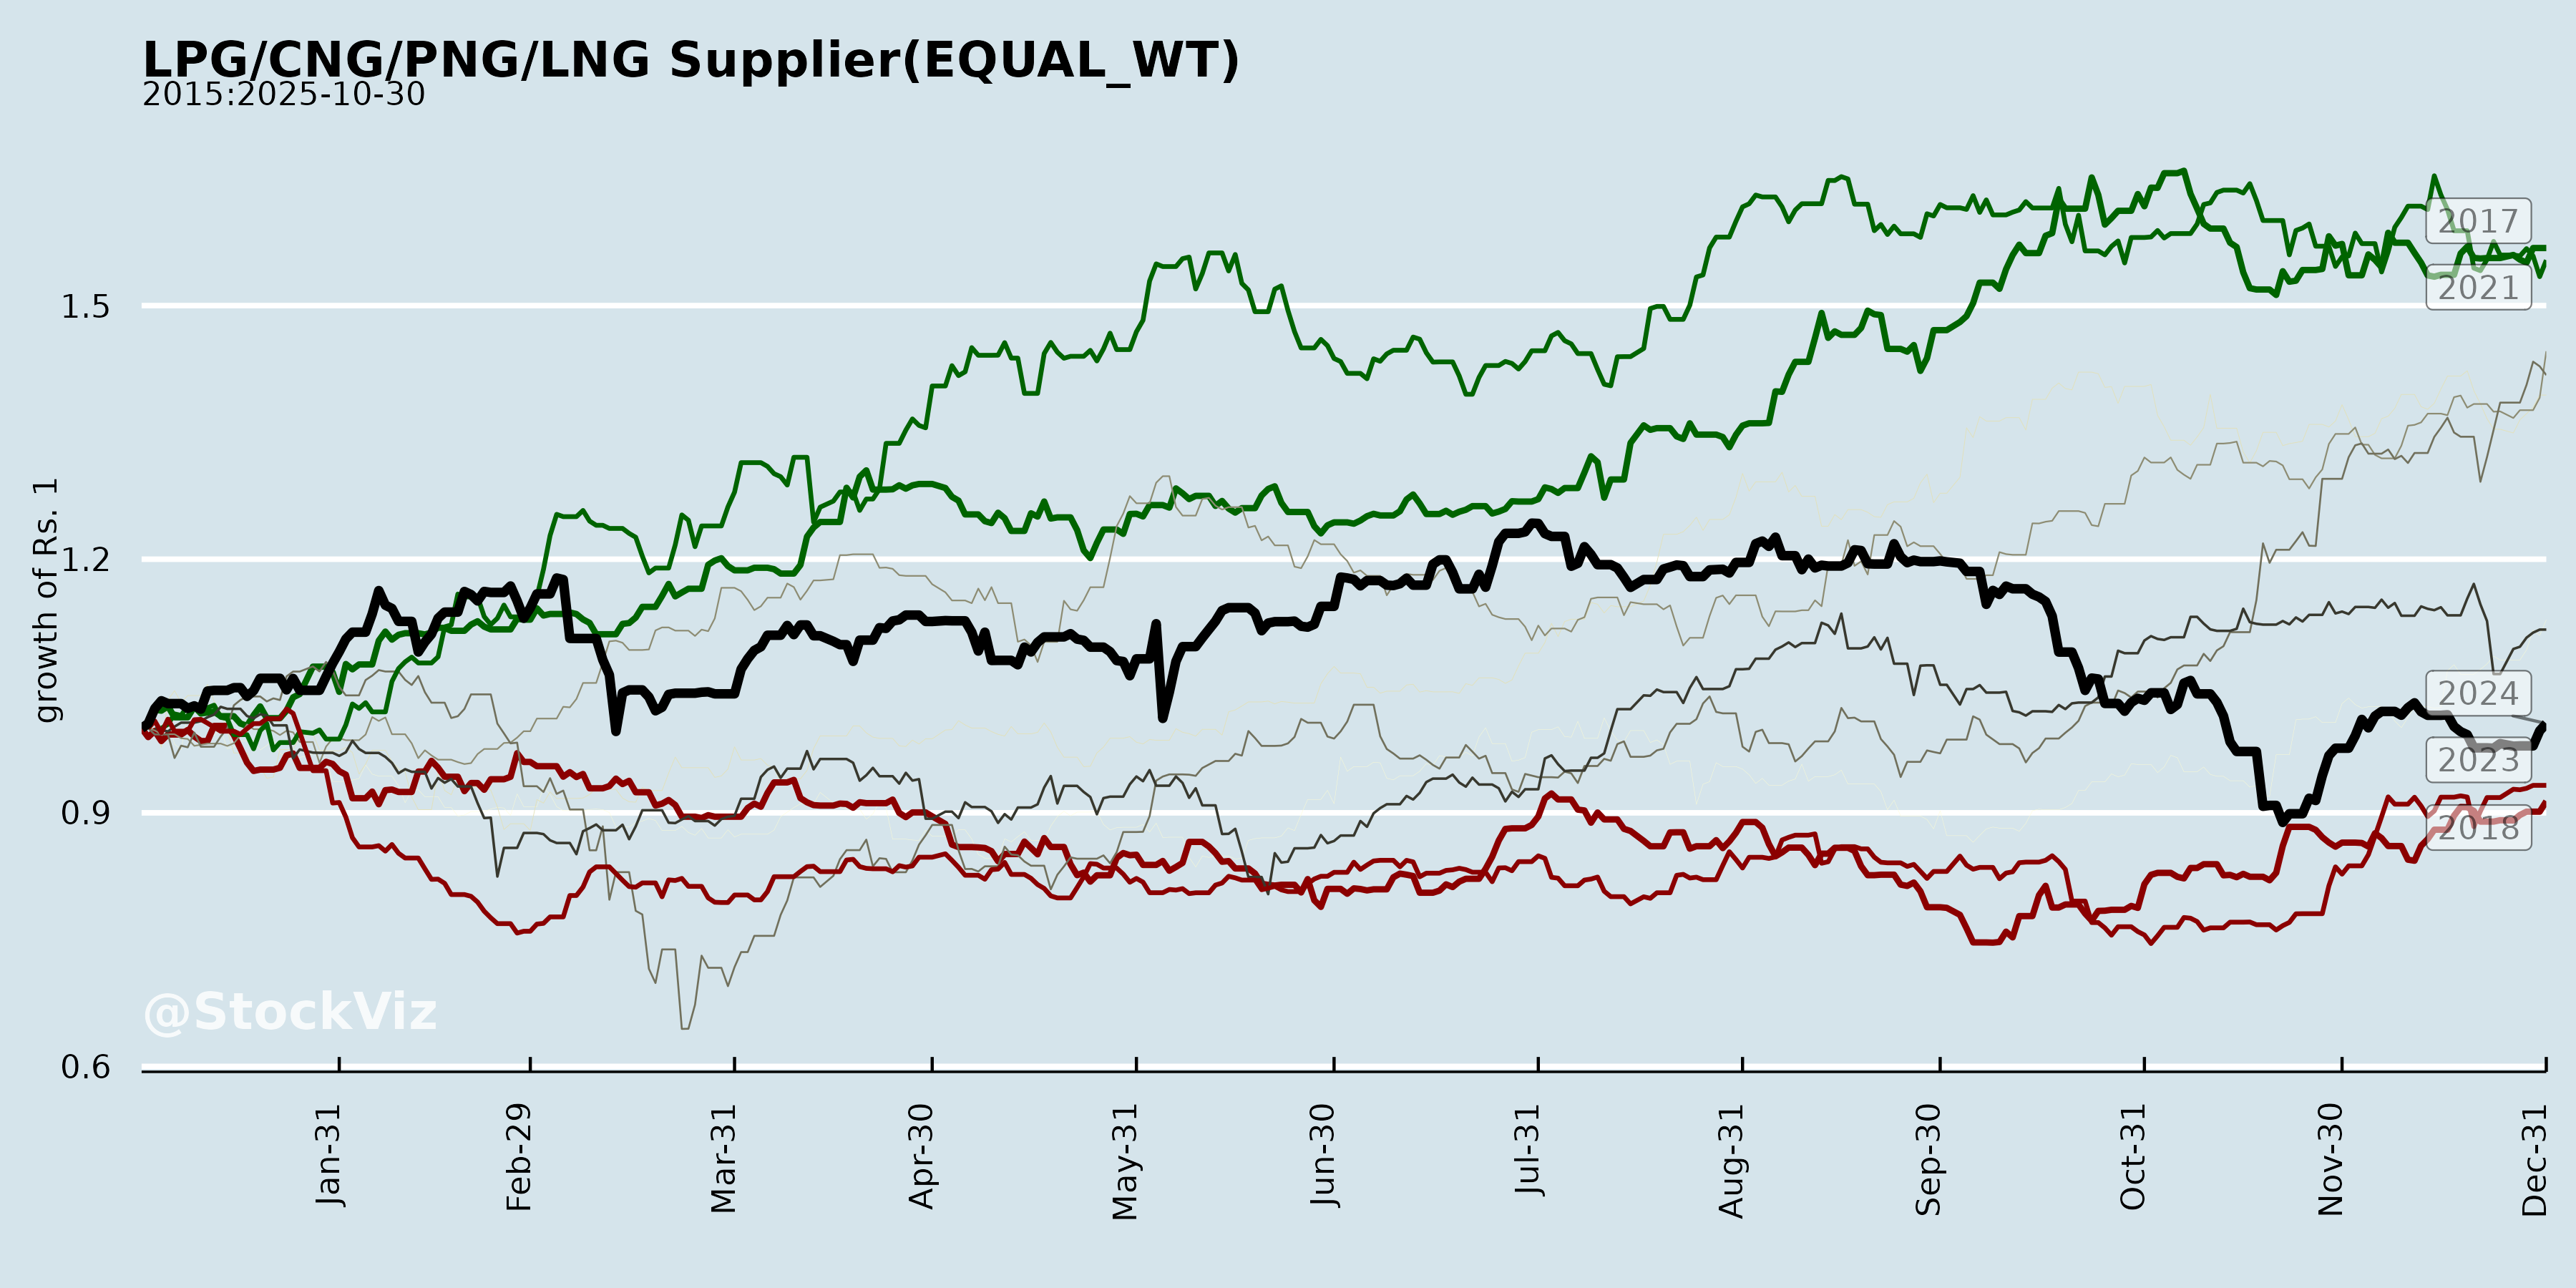 LPG/CNG/PNG/LNG Supplier(EQUAL_WT)
2015:2025-10-30
growth of Rs. 1
1.5
1.2
0.9
0.6
2017
2021
2024
2023
2018
@StockViz
Jan-31
Feb-29
Mar-31
Apr-30
May-31
Jun-30
Jul-31
Aug-31
Sep-30
Oct-31
Nov-30
Dec-31